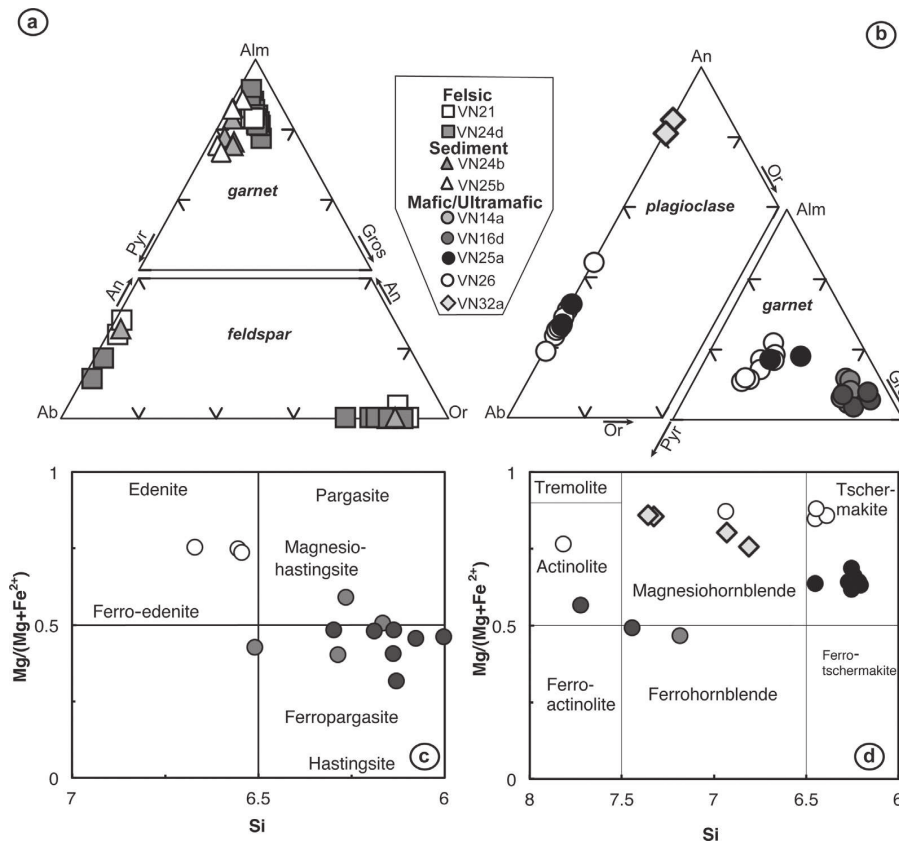 a
b
Alm
garnet
Pyr
Gros
An
An
feldspar
Ab
Or
Felsic
VN21
VN24d
Sediment
VN24b
VN25b
Mafic/Ultramafic
VN14a
VN16d
VN25a
VN26
VN32a
An
Or
plagioclase
Alm
garnet
Ab
Or
Pyr
1
Edenite
Pargasite
Magnesio-
hastingsite
Ferro-edenite
0.5
Mg/(Mg+Fe²⁺)
Ferropargasite
Hastingsite
c
0
7
6.5
6
Si
1
Tremolite
Tscher-
makite
Actinolite
Magnesiohornblende
0.5
Mg/(Mg+Fe²⁺)
Ferro-
actinolite
Ferrohornblende
Ferro-
tschermakite
d
0
8
7.5
7
6.5
6
Si